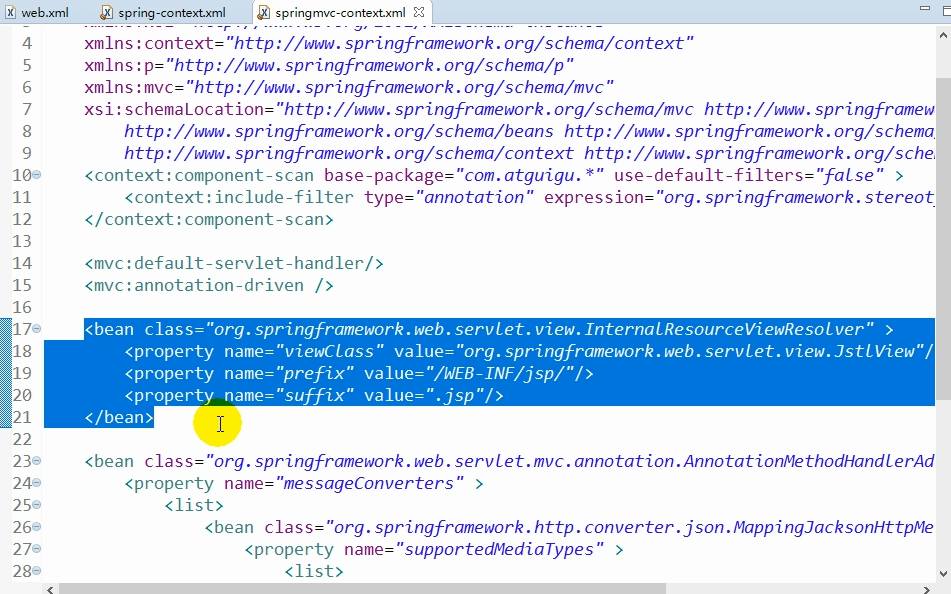 web.xml spring-context.xml springmvc-context.xml
4 xmlns:context="http://www.springframework.org/schema/context"
5 xmlns:p="http://www.springframework.org/schema/p"
6 xmlns:mvc="http://www.springframework.org/schema/mvc"
7 xsi:schemaLocation="http://www.springframework.org/schema/mvc http://www.springframew
8 http://www.springframework.org/schema/beans http://www.springframework.org/schema
9 http://www.springframework.org/schema/context http://www.springframework.org/sche
10 <context:component-scan base-package="com.atguigu.*" use-default-filters="false" >
11 <context:include-filter type="annotation" expression="org.springframework.stereot
12 </context:component-scan>
13
14 <mvc:default-servlet-handler/>
15 <mvc:annotation-driven />
16
17 <bean class="org.springframework.web.servlet.view.InternalResourceViewResolver" >
18 <property name="viewClass" value="org.springframework.web.servlet.view.JstlView"/
19 <property name="prefix" value="/WEB-INF/jsp/"/>
20 <property name="suffix" value=".jsp"/>
21 </bean>
22
23 <bean class="org.springframework.web.servlet.mvc.annotation.AnnotationMethodHandlerAd
24 <property name="messageConverters" >
25 <list>
26 <bean class="org.springframework.http.converter.json.MappingJacksonHttpMe
27 <property name="supportedMediaTypes" >
28 <list>